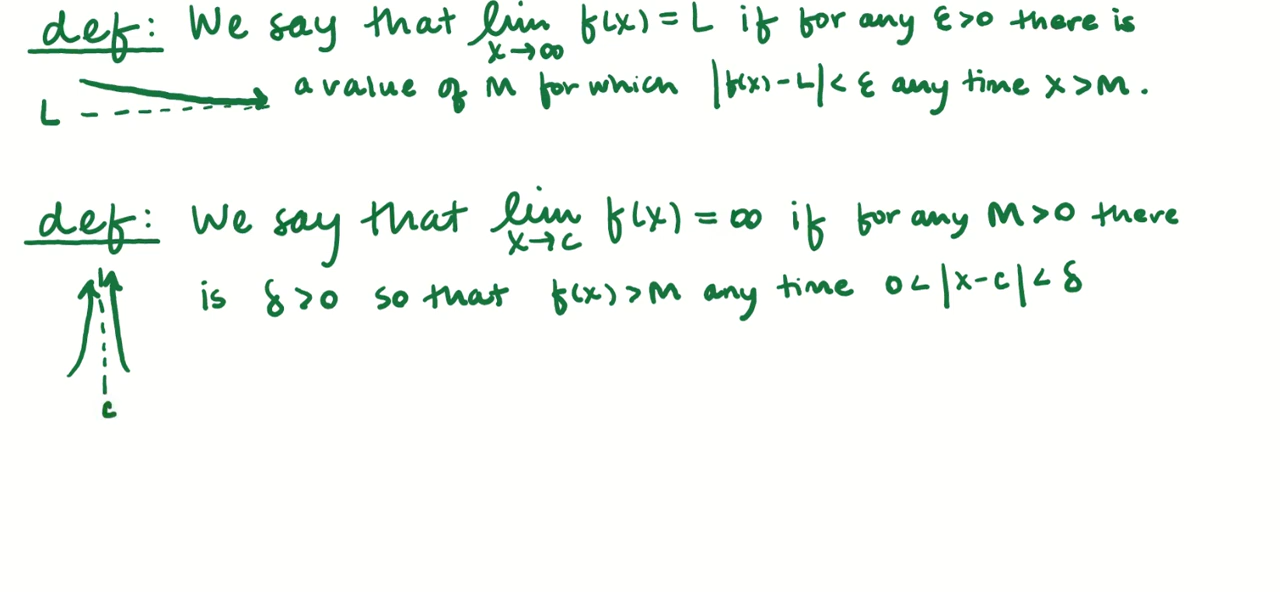 def: We say that lim x→∞ f(x) = L if for any ε>0 there is
a value of M for which |f(x)-L|< ε any time x>M.
L
def: We say that lim x→c f(x) = ∞ if for any M>0 there
is δ>0 so that f(x)>M any time 0<|x-c|<δ
c